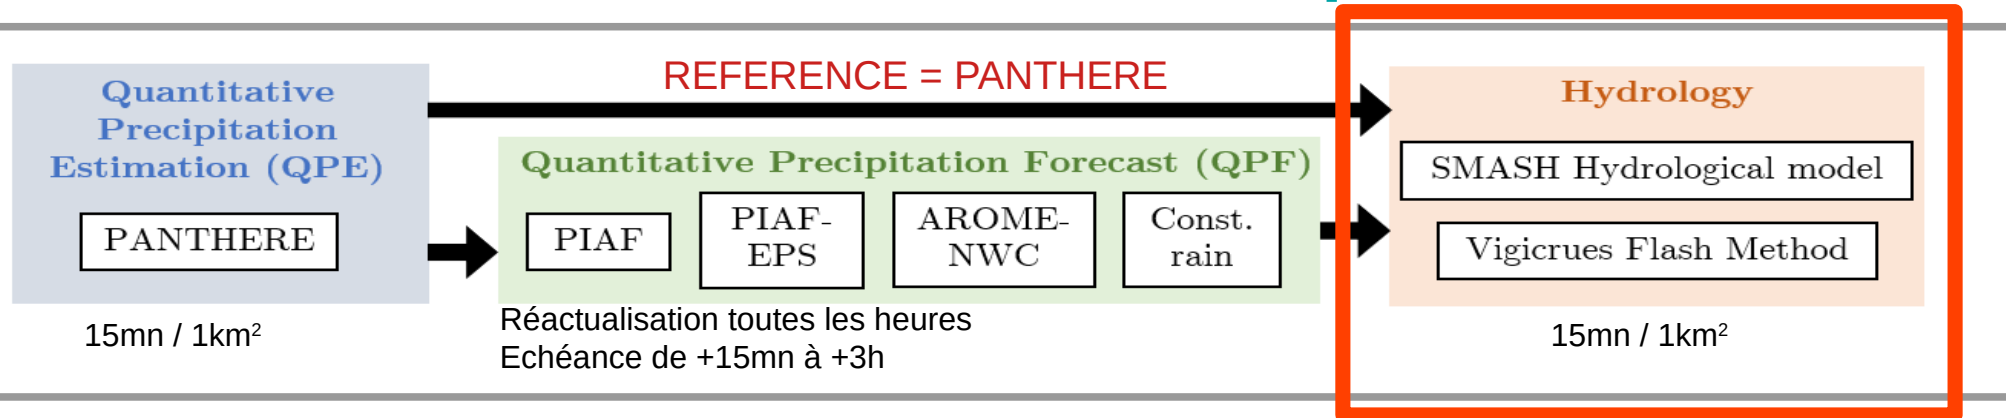 REFERENCE = PANTHERE
Quantitative
Precipitation
Estimation (QPE)
PANTHERE
15mn / 1km²
Quantitative Precipitation Forecast (QPF)
PIAF
PIAF-
EPS
AROME-
NWC
Const.
rain
Réactualisation toutes les heures
Echéance de +15mn à +3h
Hydrology
SMASH Hydrological model
Vigicrues Flash Method
15mn / 1km²